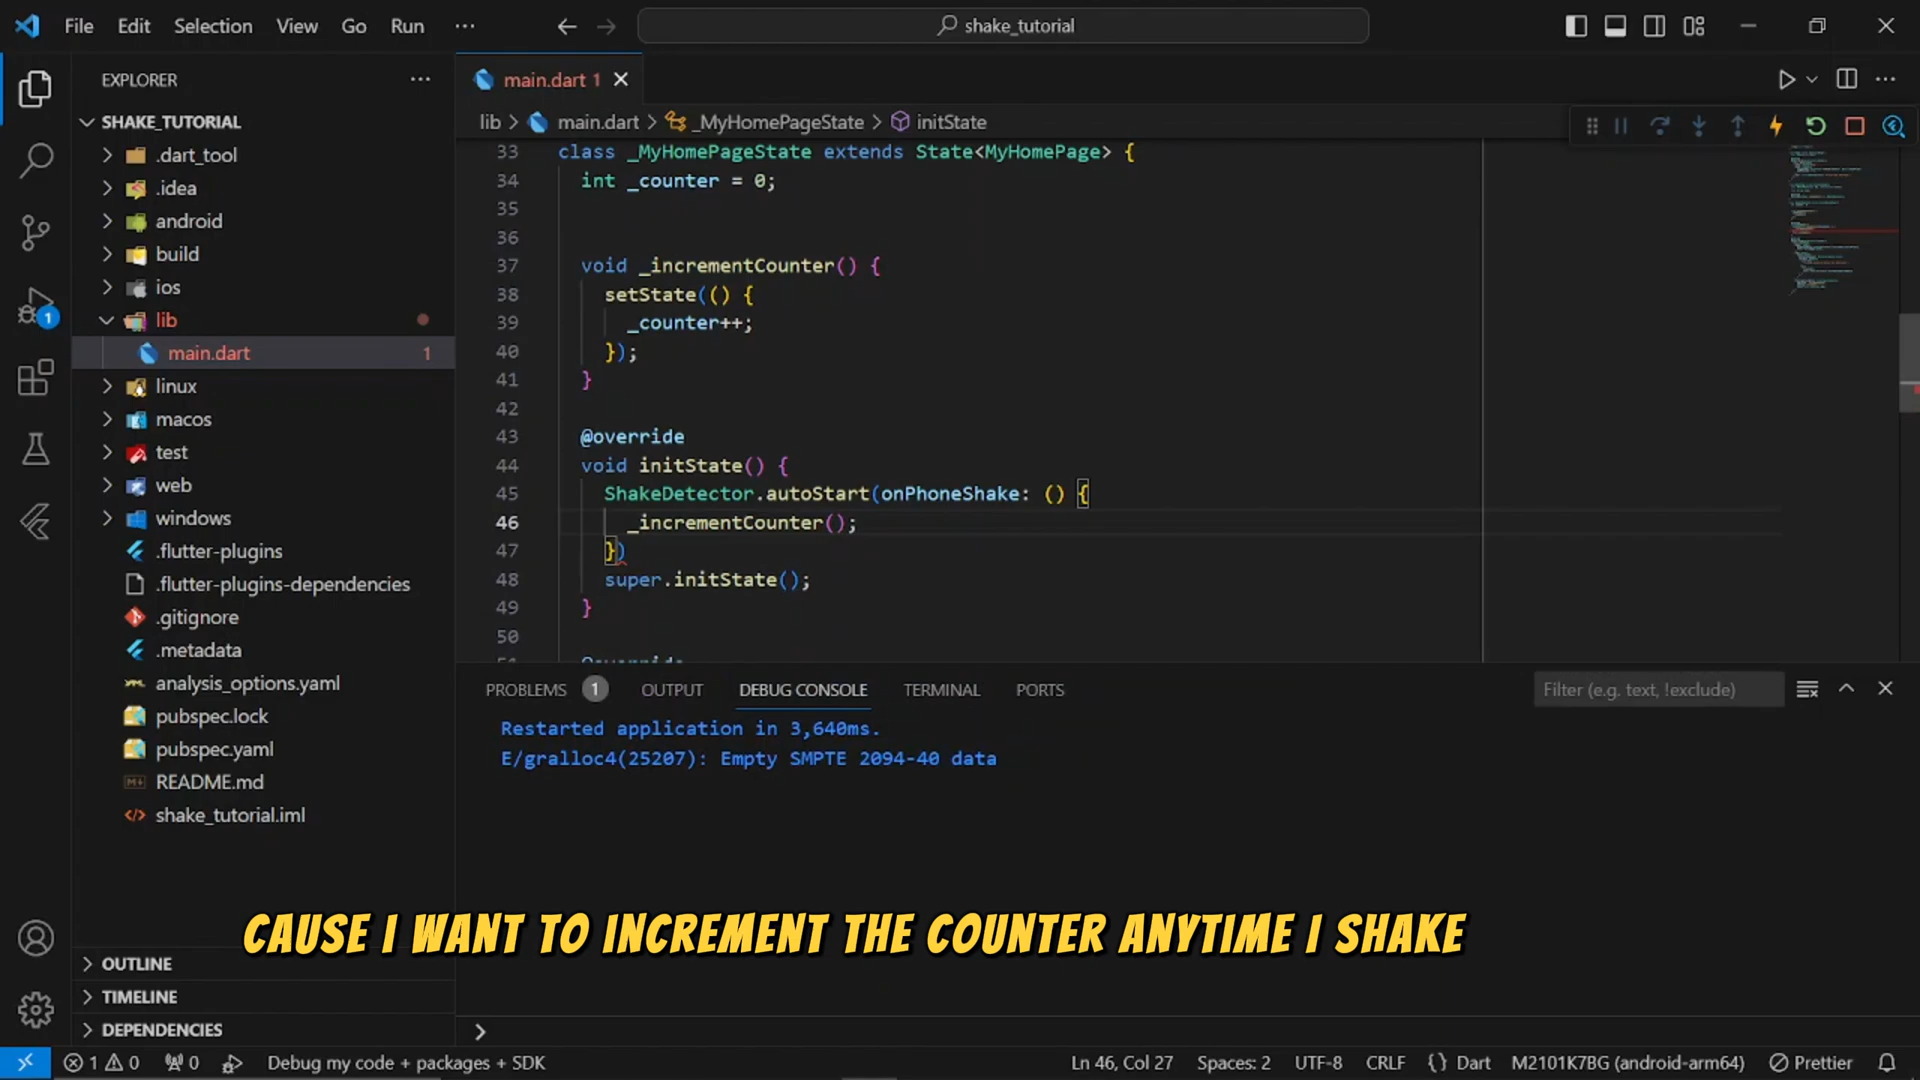 File Edit Selection View Go Run ···
shake_tutorial
EXPLORER ···
main.dart 1
SHAKE_TUTORIAL
lib > main.dart > _MyHomePageState > initState
.dart_tool
.idea
android
build
ios
lib
main.dart 1
linux
macos
test
web
windows
.flutter-plugins
.flutter-plugins-dependencies
.gitignore
.metadata
analysis_options.yaml
pubspec.lock
pubspec.yaml
README.md
shake_tutorial.iml
OUTLINE
TIMELINE
DEPENDENCIES
33 class _MyHomePageState extends State<MyHomePage> {
34 int _counter = 0;
35
36
37 void _incrementCounter() {
38 setState(() {
39 _counter++;
40 });
41 }
42
43 @override
44 void initState() {
45 ShakeDetector.autoStart(onPhoneShake: () {
46 _incrementCounter();
47 })
48 super.initState();
49 }
50
PROBLEMS 1 OUTPUT DEBUG CONSOLE TERMINAL PORTS Filter (e.g. text, !exclude)
Restarted application in 3,640ms.
E/gralloc4(25207): Empty SMPTE 2094-40 data
CAUSE I WANT TO INCREMENT THE COUNTER ANYTIME I SHAKE
1 0 0 Debug my code + packages + SDK Ln 46, Col 27 Spaces: 2 UTF-8 CRLF {} Dart M2101K7BG (android-arm64) Prettier